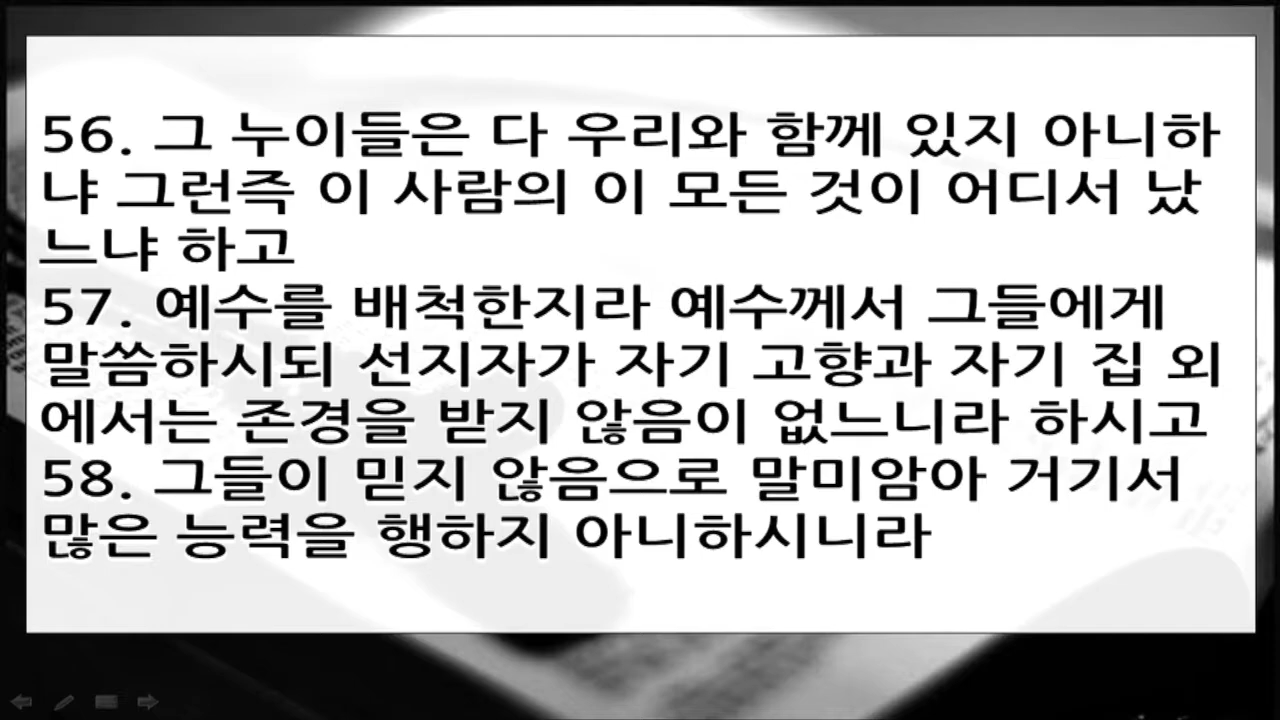 56. 그 누이들은 다 우리와 함께 있지 아니하
냐 그런즉 이 사람의 이 모든 것이 어디서 났
느냐 하고
57. 예수를 배척한지라 예수께서 그들에게
말씀하시되 선지자가 자기 고향과 자기 집 외
에서는 존경을 받지 않음이 없느니라 하시고
58. 그들이 믿지 않음으로 말미암아 거기서
많은 능력을 행하지 아니하시니라